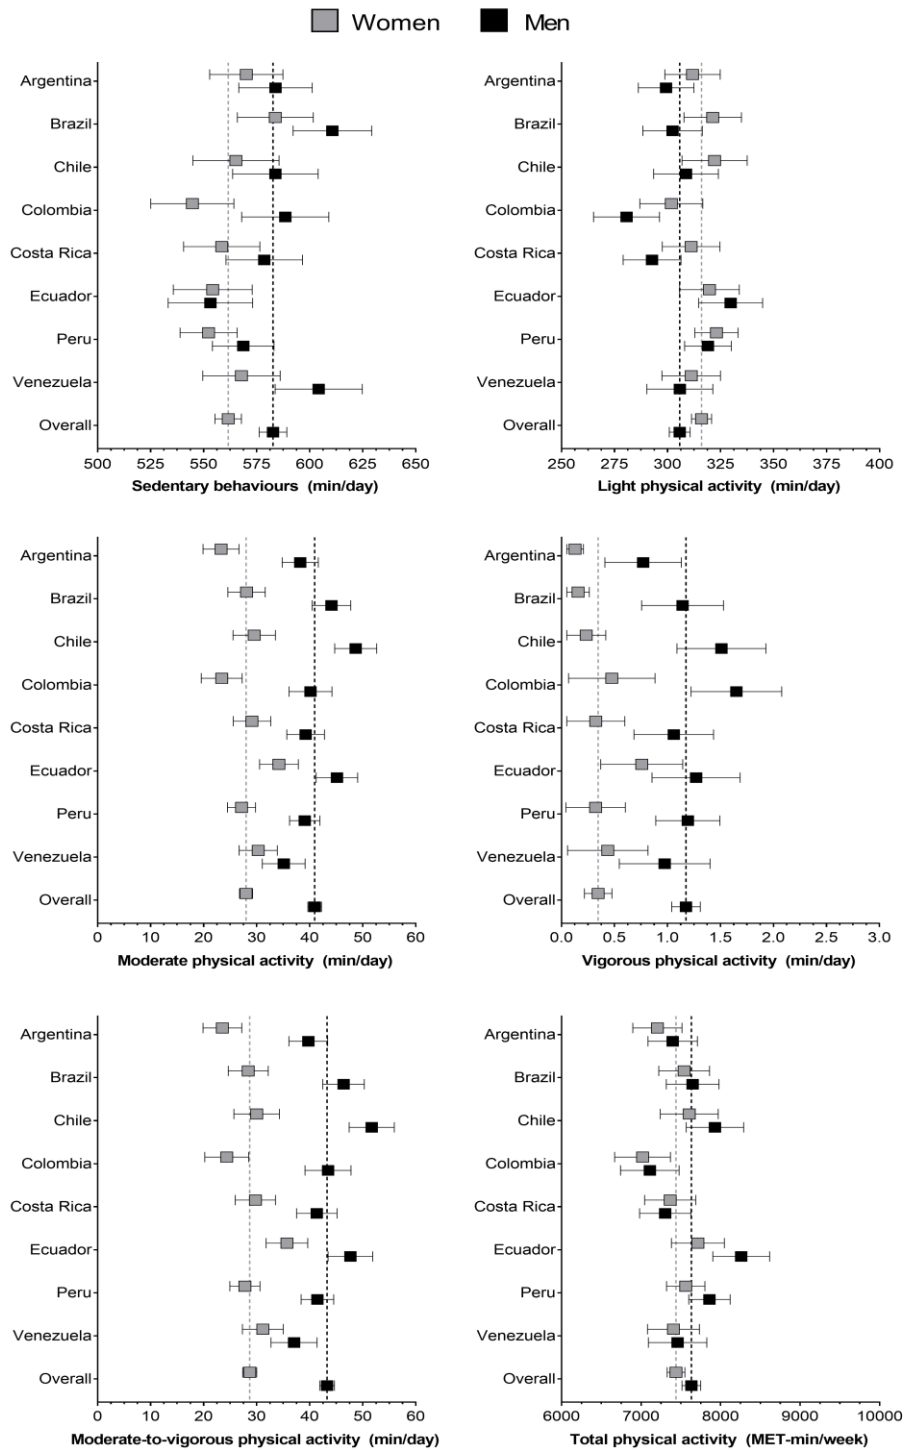 Women Men
Argentina
Brazil
Chile
Colombia
Costa Rica
Ecuador
Peru
Venezuela
Overall
500 525 550 575 600 625 650
Sedentary behaviours (min/day)
Argentina
Brazil
Chile
Colombia
Costa Rica
Ecuador
Peru
Venezuela
Overall
250 275 300 325 350 375 400
Light physical activity (min/day)
Argentina
Brazil
Chile
Colombia
Costa Rica
Ecuador
Peru
Venezuela
Overall
0 10 20 30 40 50 60
Moderate physical activity (min/day)
Argentina
Brazil
Chile
Colombia
Costa Rica
Ecuador
Peru
Venezuela
Overall
0.0 0.5 1.0 1.5 2.0 2.5 3.0
Vigorous physical activity (min/day)
Argentina
Brazil
Chile
Colombia
Costa Rica
Ecuador
Peru
Venezuela
Overall
0 10 20 30 40 50 60
Moderate-to-vigorous physical activity (min/day)
Argentina
Brazil
Chile
Colombia
Costa Rica
Ecuador
Peru
Venezuela
Overall
6000 7000 8000 9000 10000
Total physical activity (MET-min/week)